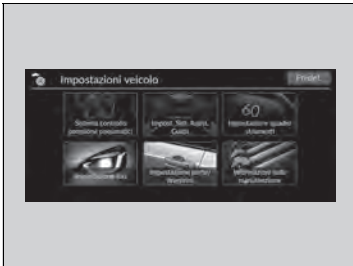 Impostazioni veicolo
Predef.
Sistema controllo
pressione pneumatici
Impost. Sist. Assist.
Guida
Impostazione quadro
strumenti
60
Impostazione luci
Impostazione porte/
finestrini
Informazioni sulla
manutenzione